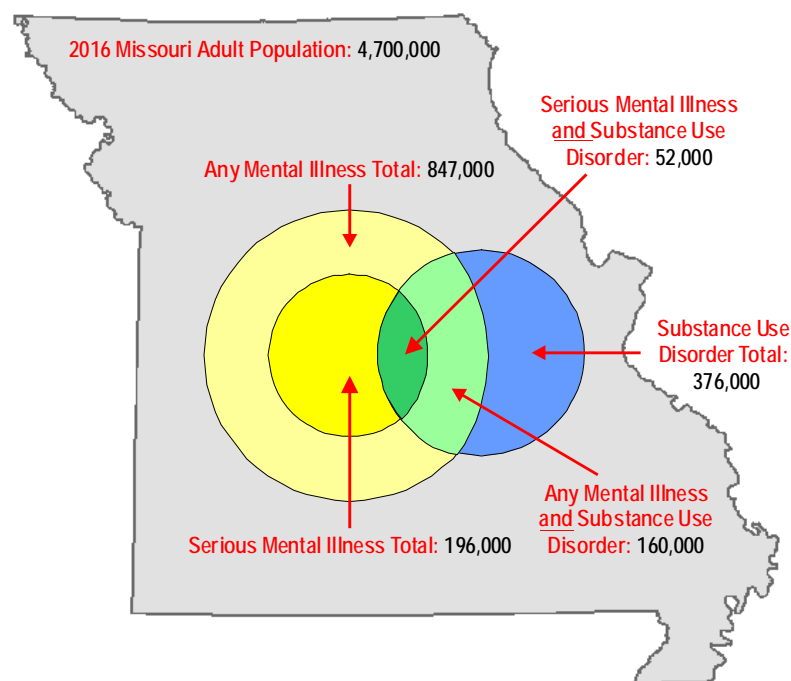 2016 Missouri Adult Population: 4,700,000
Serious Mental Illness
and Substance Use
Disorder: 52,000
Any Mental Illness Total: 847,000
Substance Use
Disorder Total:
376,000
Any Mental Illness
and Substance Use
Disorder: 160,000
Serious Mental Illness Total: 196,000